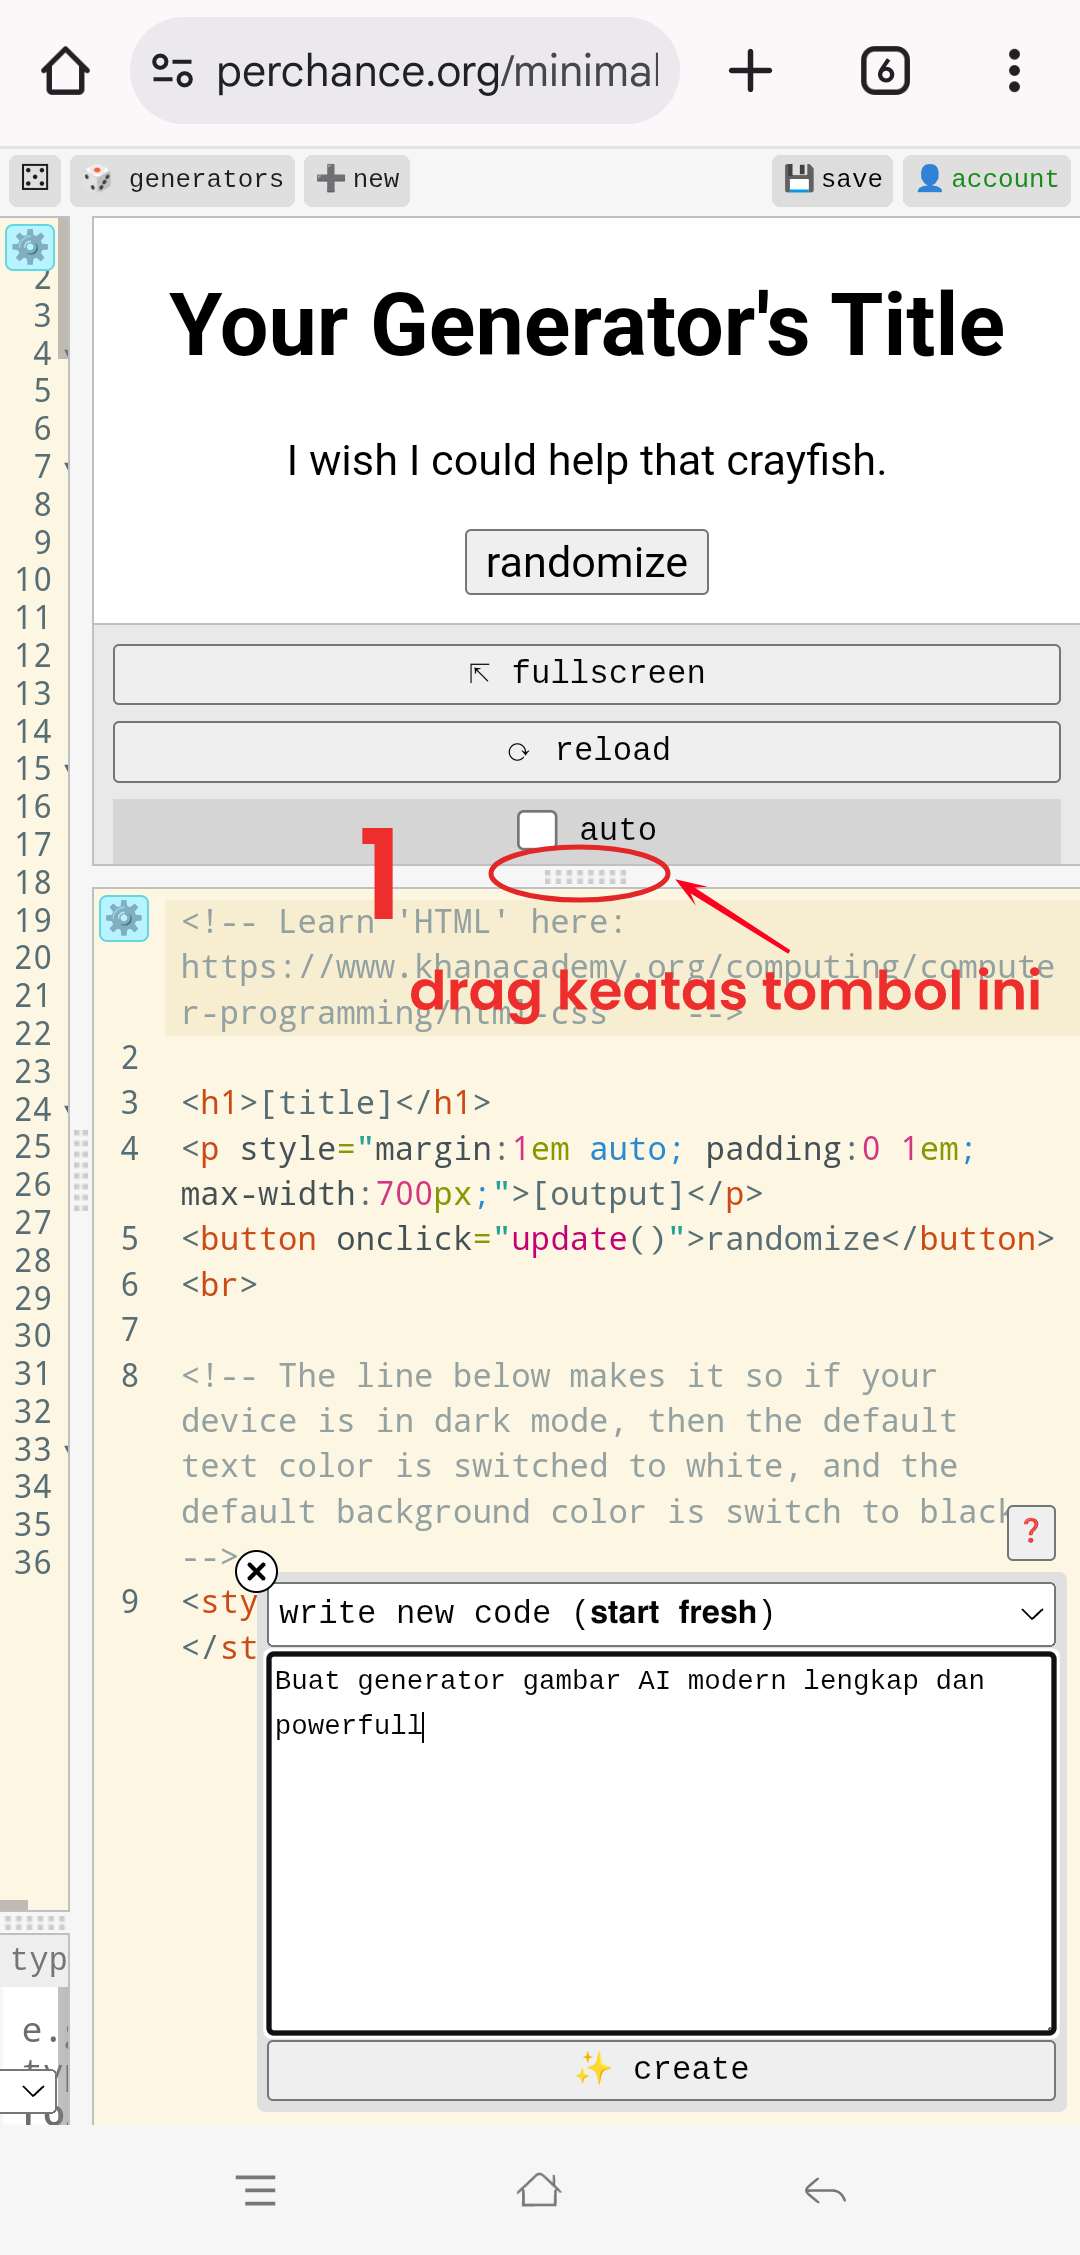 perchance.org/minimal
6
generators
new
save
account
2
3
4
5
6
7
8
9
10
11
12
13
14
15
16
17
18
19
20
21
22
23
24
25
26
27
28
29
30
31
32
33
34
35
36
typ
e.
Your Generator's Title
I wish I could help that crayfish.
randomize
fullscreen
reload
auto
1
drag keatas tombol ini
<!-- Learn 'HTML' here:
https://www.khanacademy.org/computing/compute
r-programming/html-css    -->
2
3 <h1>[title]</h1>
4 <p style="margin:1em auto; padding:0 1em;
max-width:700px;">[output]</p>
5 <button onclick="update()">randomize</button>
6 <br>
7
8 <!-- The line below makes it so if your
device is in dark mode, then the default
text color is switched to white, and the
default background color is switch to black
-->
9 <sty
</st
?
write new code (start fresh)
Buat generator gambar AI modern lengkap dan
powerfull
✨ create